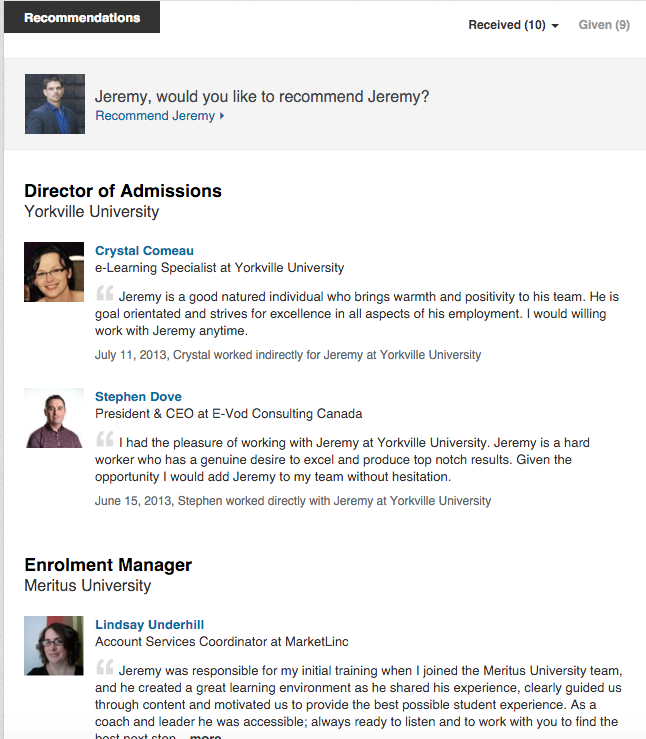 Recommendations
Received (10)
Given (9)
Jeremy, would you like to recommend Jeremy?
Recommend Jeremy
Director of Admissions
Yorkville University
Crystal Comeau
e-Learning Specialist at Yorkville University
“ Jeremy is a good natured individual who brings warmth and positivity to his team. He is
goal orientated and strives for excellence in all aspects of his employment. I would willing
work with Jeremy anytime.
July 11, 2013, Crystal worked indirectly for Jeremy at Yorkville University
Stephen Dove
President & CEO at E-Vod Consulting Canada
“ I had the pleasure of working with Jeremy at Yorkville University. Jeremy is a hard
worker who has a genuine desire to excel and produce top notch results. Given the
opportunity I would add Jeremy to my team without hesitation.
June 15, 2013, Stephen worked directly with Jeremy at Yorkville University
Enrolment Manager
Meritus University
Lindsay Underhill
Account Services Coordinator at MarketLinc
“ Jeremy was responsible for my initial training when I joined the Meritus University team,
and he created a great learning environment as he shared his experience, clearly guided us
through content and motivated us to provide the best possible student experience. As a
coach and leader he was accessible; always ready to listen and to work with you to find the
best next step... more